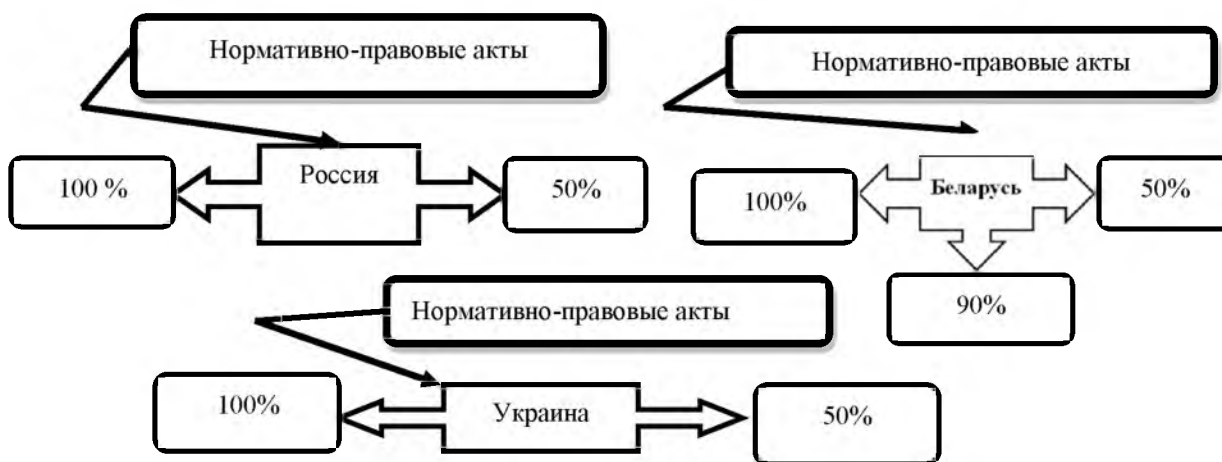 Нормативно-правовые акты
Нормативно-правовые акты
100 %
Россия
50%
100%
Беларусь
50%
90%
Нормативно-правовые акты
100%
Украина
50%